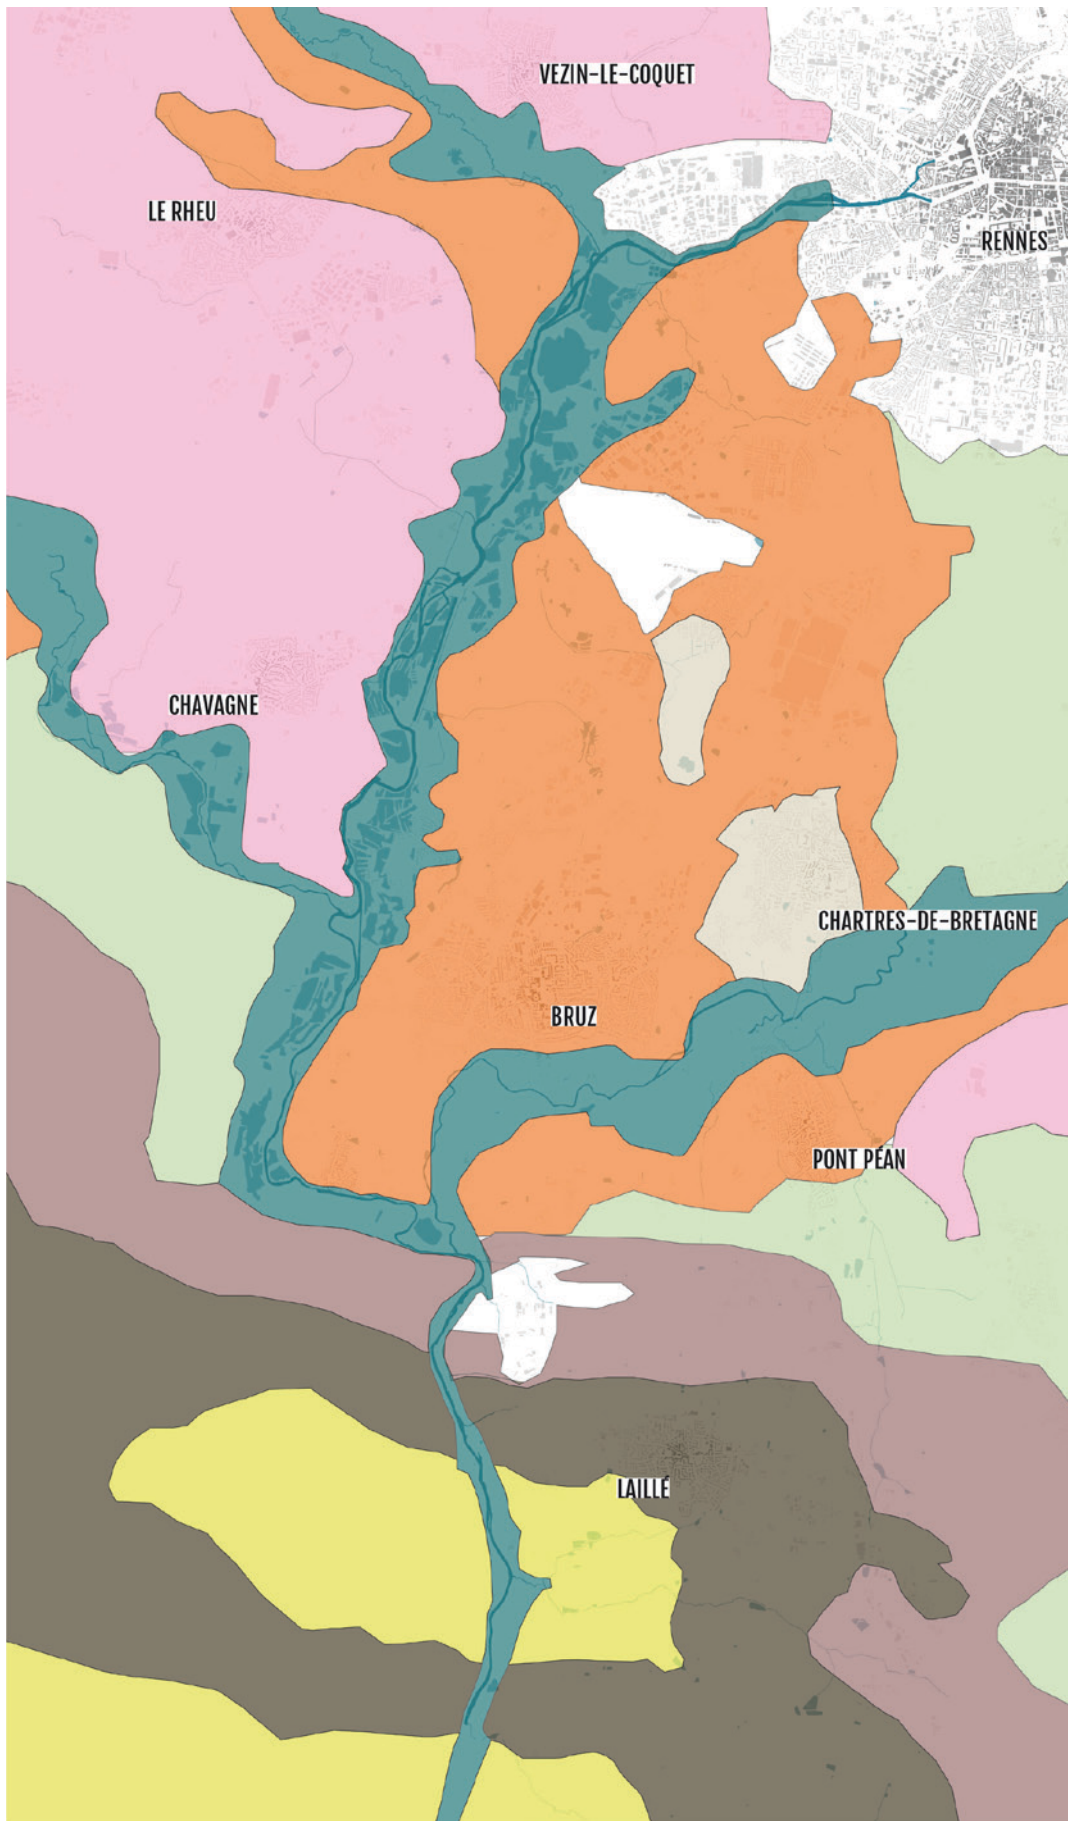 VEZIN-LE-COQUET
LE RHEU
RENNES
CHAVAGNE
CHARTRES-DE-BRETAGNE
BRUZ
PONT PÉAN
LAILLÉ